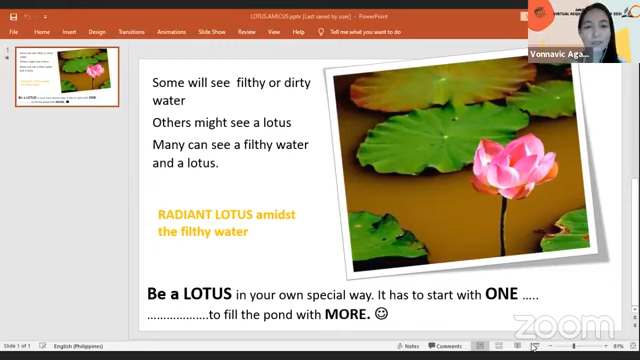 LOTUS.AMICUS.pptx [Last saved by user] - PowerPoint
File
Home
Insert
Design
Transitions
Animations
Slide Show
Review
View
Help
Tell me what you want to do
VIRTUAL
Vonnavic Aga...
1
Some will see filthy or dirty
water
Others might see a lotus
Many can see a filthy water
and a lotus.
RADIANT LOTUS amidst
the filthy water
Be a LOTUS in your own special way. It has to start with ONE …..
………………….to fill the pond with MORE. ☺
zoom
Slide 1 of 1
English (Philippines)
Notes
Comments
81%